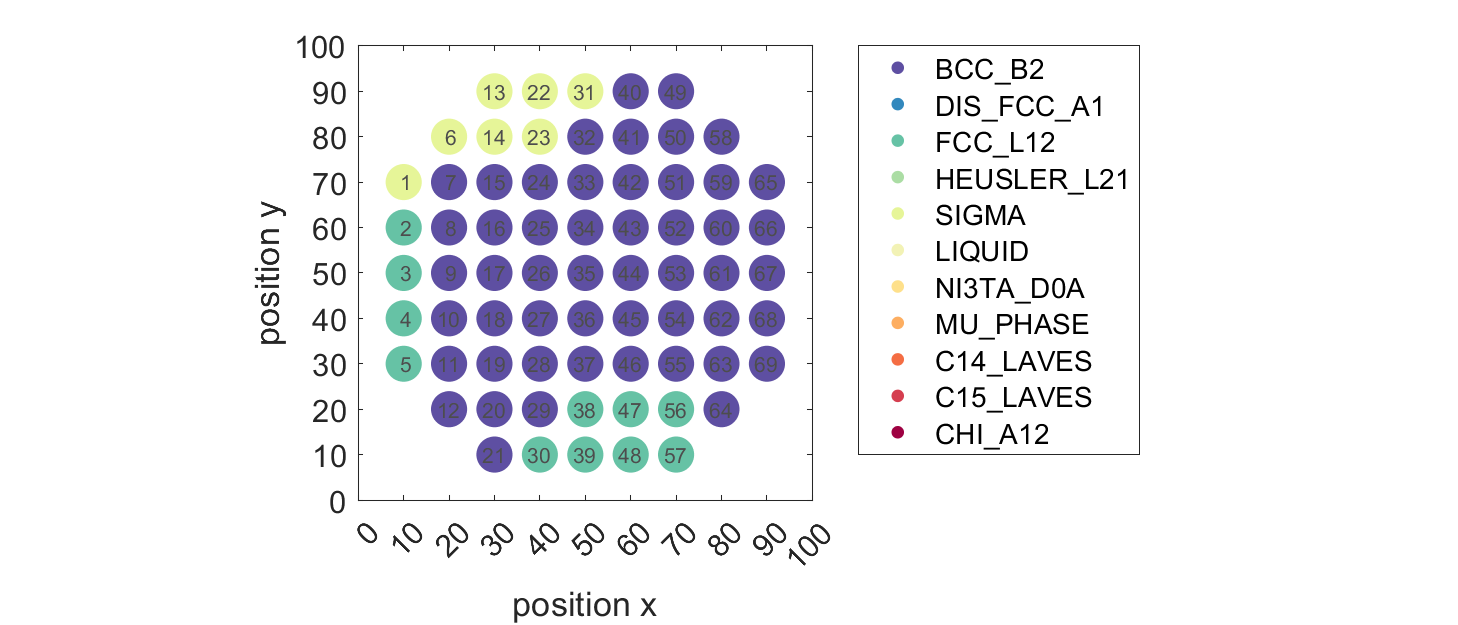 100
90
80
70
60
50
40
30
20
10
0
position y
13 22 31 40 49
6 14 23 32 41 50 58
1 7 15 24 33 42 51 59 65
2 8 16 25 34 43 52 60 66
3 9 17 26 35 44 53 61 67
4 10 18 27 36 45 54 62 68
5 11 19 28 37 46 55 63 69
12 20 29 38 47 56 64
21 30 39 48 57
0 10 20 30 40 50 60 70 80 90 100
position x
BCC_B2
DIS_FCC_A1
FCC_L12
HEUSLER_L21
SIGMA
LIQUID
NI3TA_D0A
MU_PHASE
C14_LAVES
C15_LAVES
CHI_A12